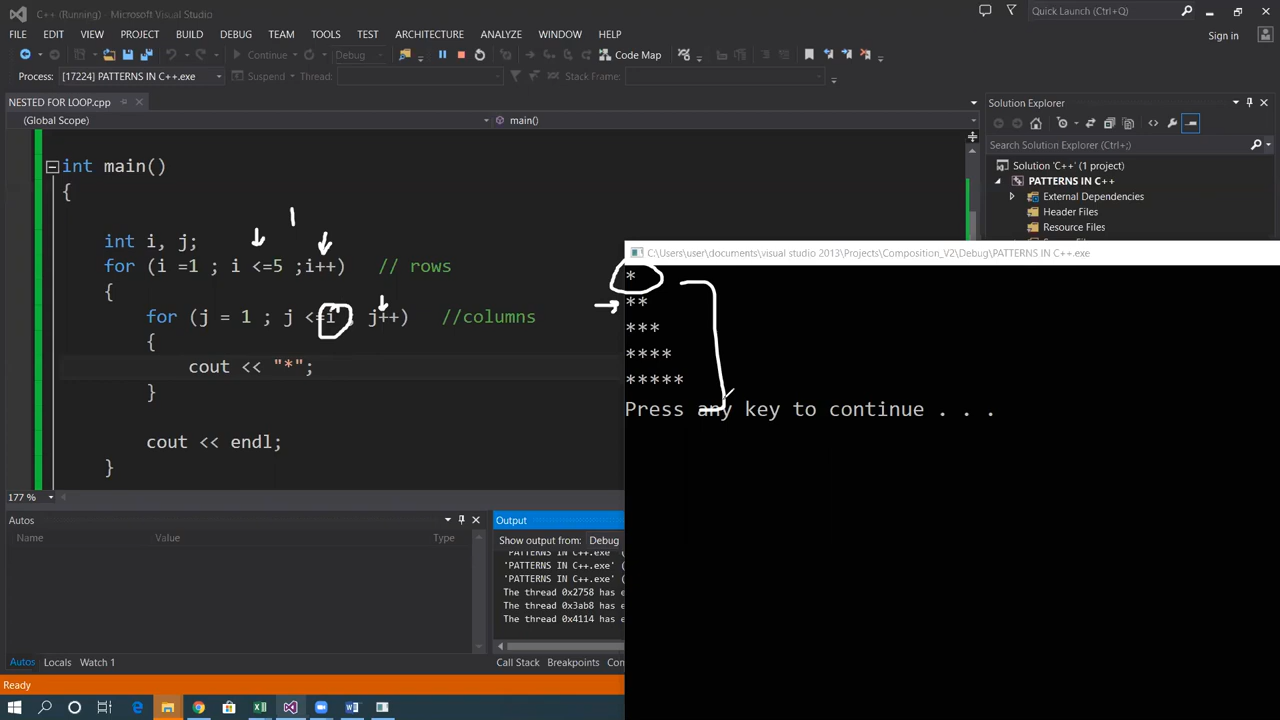 C++ (Running) - Microsoft Visual Studio
Quick Launch (Ctrl+Q)
FILE EDIT VIEW PROJECT BUILD DEBUG TEAM TOOLS TEST ARCHITECTURE ANALYZE WINDOW HELP
Sign in
Continue Debug Code Map
Process: [17224] PATTERNS IN C++.exe Suspend Thread: Stack Frame:
NESTED FOR LOOP.cpp
(Global Scope) main()
int main()
{
int i, j;
for (i =1 ; i <=5 ;i++) // rows
{
for (j = 1 ; j <=i ; j++) //columns
{
cout << "*";
}
cout << endl;
}
177 %
Solution Explorer
Search Solution Explorer (Ctrl+;)
Solution 'C++' (1 project)
PATTERNS IN C++
External Dependencies
Header Files
Resource Files
C:\Users\user\documents\visual studio 2013\Projects\Composition_V2\Debug\PATTERNS IN C++.exe
*
**
***
****
*****
Press any key to continue . . .
Autos
Name Value Type
Autos Locals Watch 1
Output
Show output from: Debug
'PATTERNS IN C++.exe' (
'PATTERNS IN C++.exe' (
'PATTERNS IN C++.exe' (
The thread 0x2758 has e
The thread 0x3ab8 has e
The thread 0x4114 has e
Call Stack Breakpoints Com
Ready